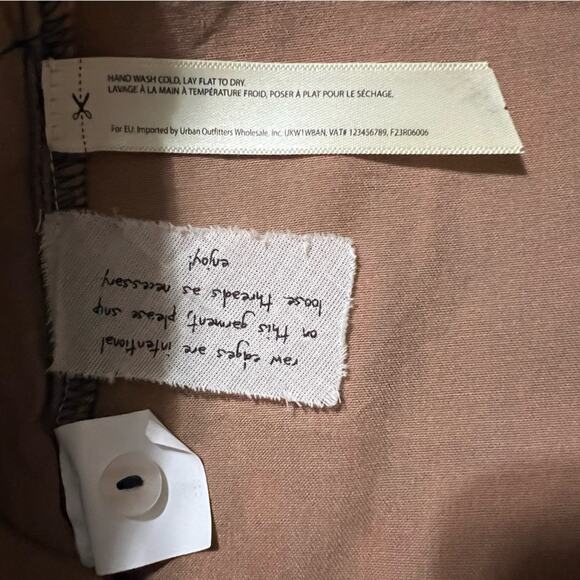 HAND WASH COLD, LAY FLAT TO DRY.
LAVAGE À LA MAIN À TEMPÉRATURE FROID, POSER À PLAT POUR LE SÉCHAGE.
For EU: Imported by Urban Outfitters Wholesale, Inc. UKW1W8AN, VAT# 123456789, F23R06006
raw edges are intentional
on this garment, please snip
loose threads as necessary
enjoy!